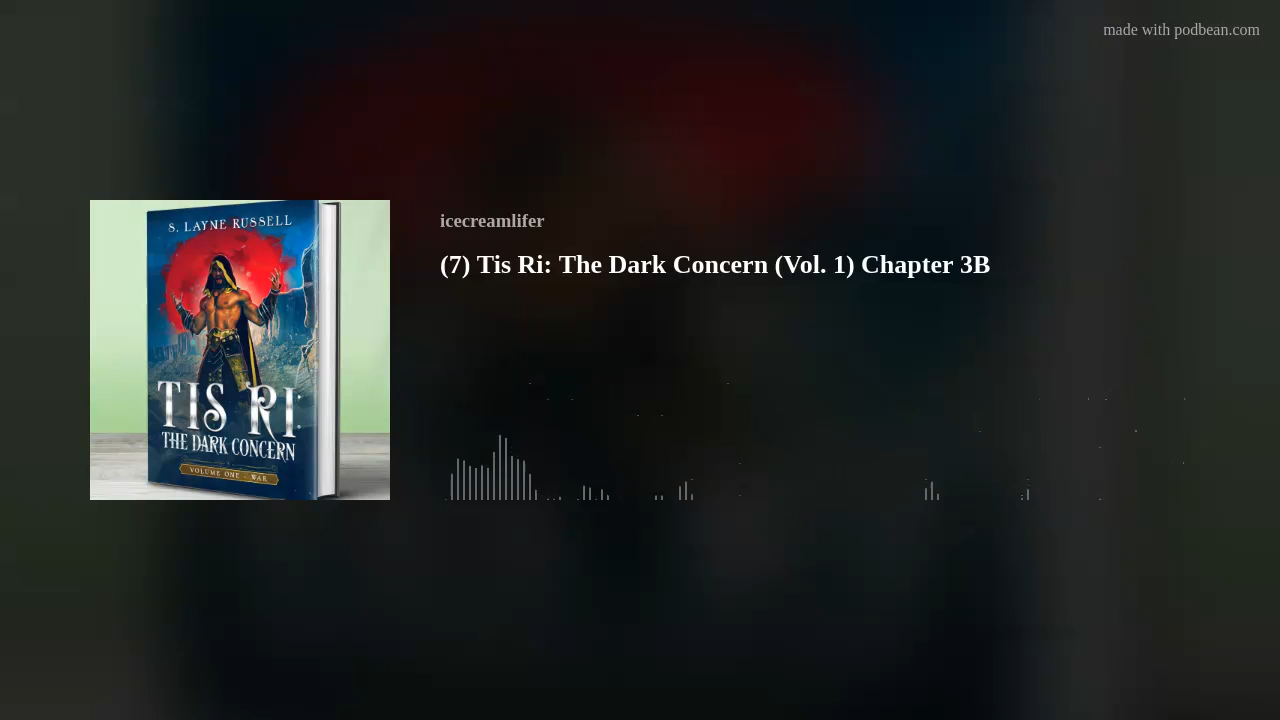 made with podbean.com
icecreamlifer
(7) Tis Ri: The Dark Concern (Vol. 1) Chapter 3B
S. LAYNE RUSSELL
TIS RI:
THE DARK CONCERN
VOLUME ONE - WAR